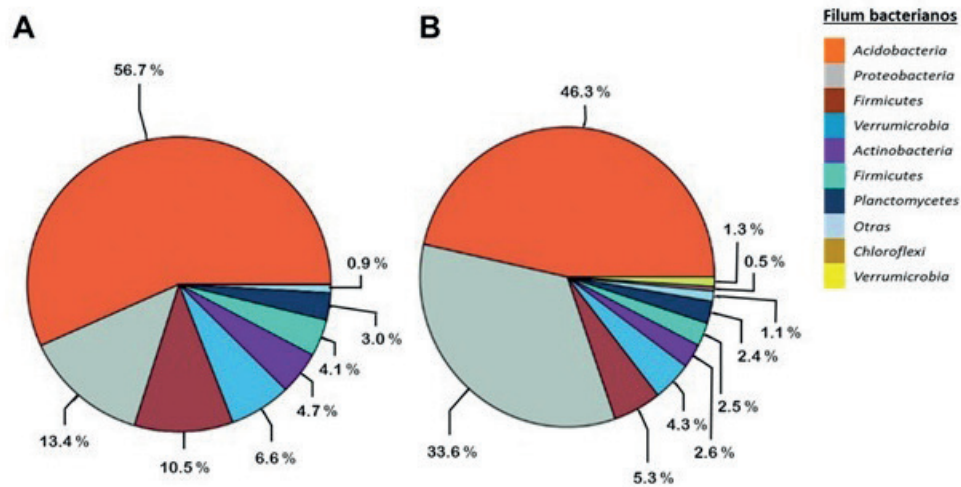 A
56.7 %
0.9 %
3.0 %
4.1 %
4.7 %
6.6 %
10.5 %
13.4 %
B
46.3 %
1.3 %
0.5 %
1.1 %
2.4 %
2.5 %
2.6 %
4.3 %
5.3 %
33.6 %
Filum bacterianos
Acidobacteria
Proteobacteria
Firmicutes
Verrumicrobia
Actinobacteria
Firmicutes
Planctomycetes
Otras
Chloroflexi
Verrumicrobia